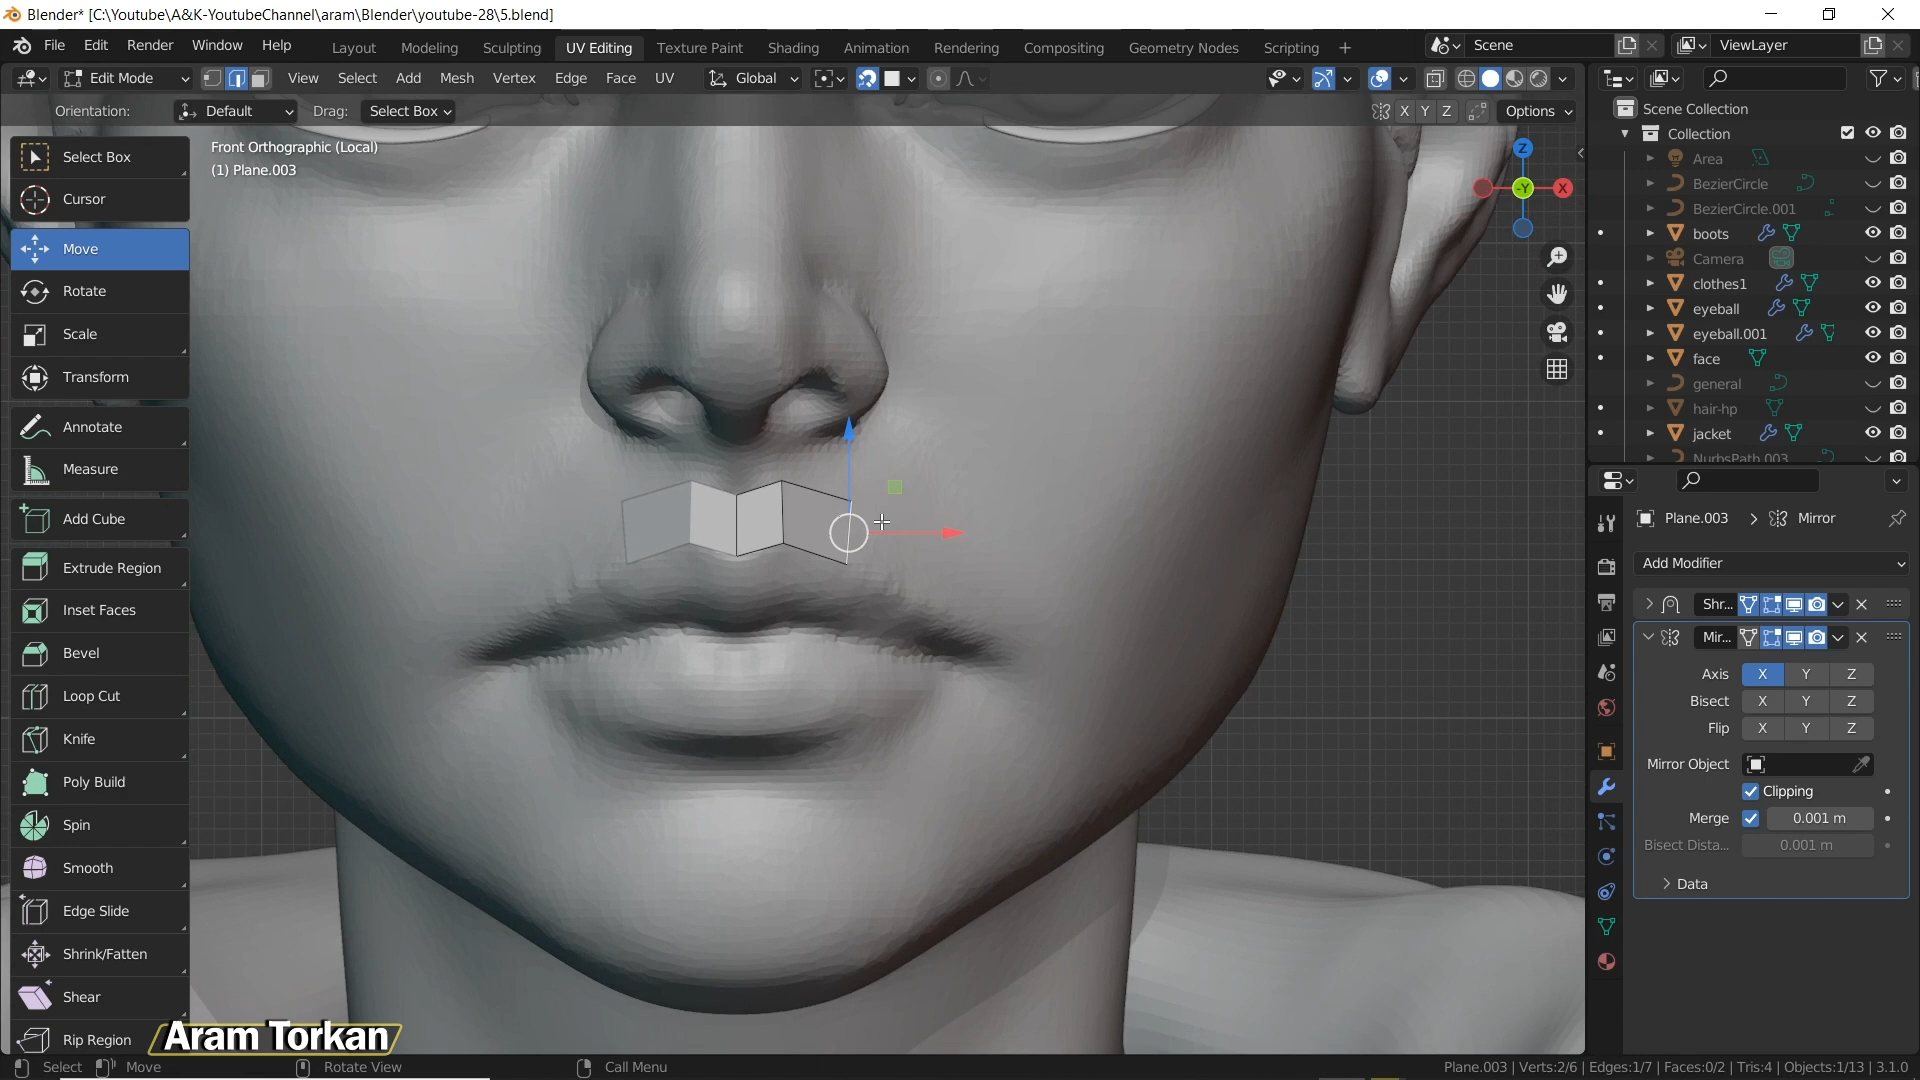 Blender* [C:\Youtube\A&K-YoutubeChannel\aram\Blender\youtube-28\5.blend]
File Edit Render Window Help Layout Modeling Sculpting UV Editing Texture Paint Shading Animation Rendering Compositing Geometry Nodes Scripting + Scene ViewLayer
Edit Mode View Select Add Mesh Vertex Edge Face UV Global
Orientation: Default Drag: Select Box X Y Z Options
Front Orthographic (Local)
(1) Plane.003
Select Box
Cursor
Move
Rotate
Scale
Transform
Annotate
Measure
Add Cube
Extrude Region
Inset Faces
Bevel
Loop Cut
Knife
Poly Build
Spin
Smooth
Edge Slide
Shrink/Fatten
Shear
Rip Region
Aram Torkan
Z
-Y X
Scene Collection
Collection
Area
BezierCircle
BezierCircle.001
boots
Camera
clothes1
eyeball
eyeball.001
face
general
hair-hp
jacket
NurbsPath.003
Plane.003 > Mirror
Add Modifier
Shr...
Mir...
Axis X Y Z
Bisect X Y Z
Flip X Y Z
Mirror Object
Clipping
Merge 0.001 m
Bisect Dista... 0.001 m
Data
Select Move Rotate View Call Menu Plane.003 | Verts:2/6 | Edges:1/7 | Faces:0/2 | Tris:4 | Objects:1/13 | 3.1.0